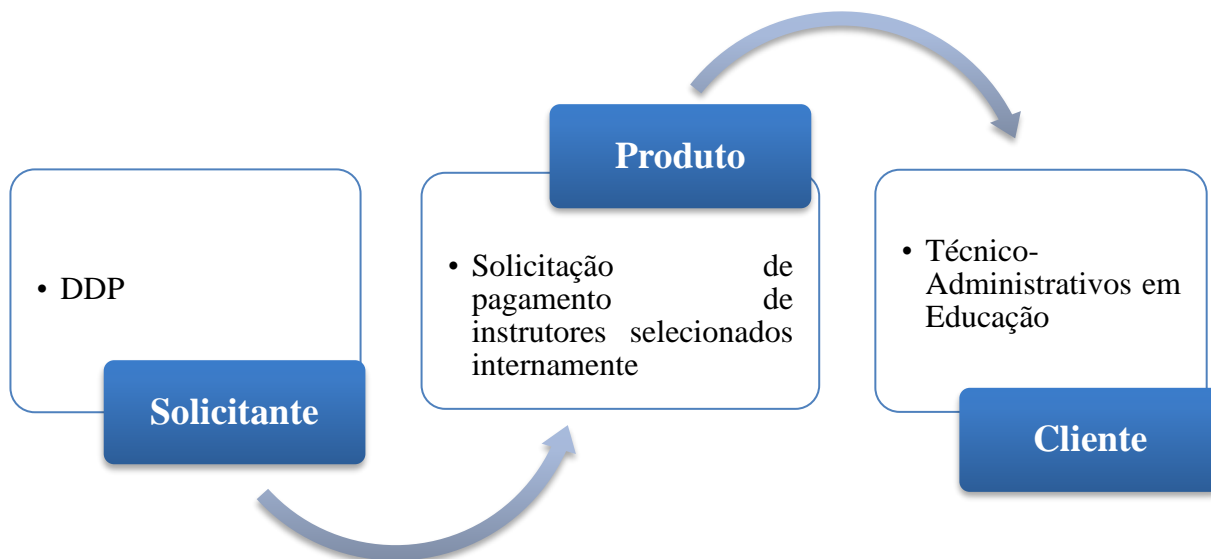 • DDP
Solicitante
Produto
• Solicitação de
pagamento de
instrutores selecionados
internamente
• Técnico-
Administrativos em
Educação
Cliente